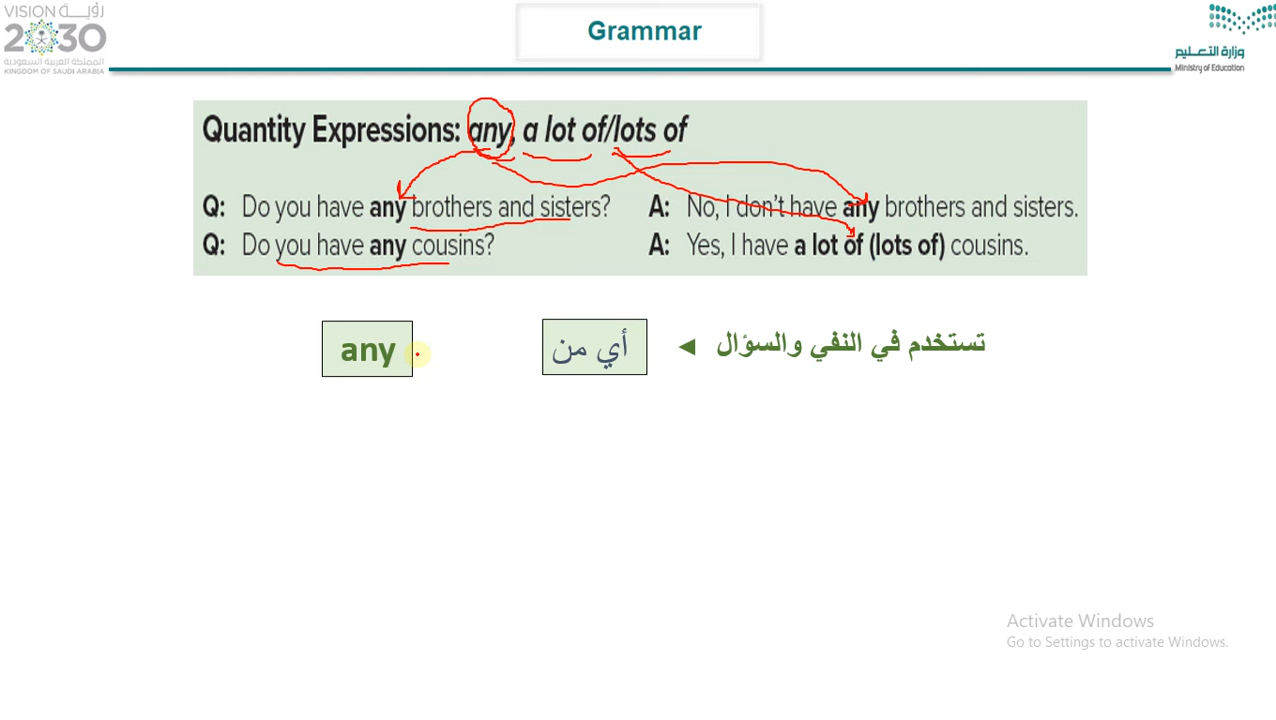 VISION رؤيــة
2030
المملكة العربية السعودية
KINGDOM OF SAUDI ARABIA
Grammar
وزارة التعليم
Ministry of Education
Quantity Expressions: any, a lot of/lots of
Q: Do you have any brothers and sisters? A: No, I don't have any brothers and sisters.
Q: Do you have any cousins? A: Yes, I have a lot of (lots of) cousins.
any أي من ◄ تستخدم في النفي والسؤال
Activate Windows
Go to Settings to activate Windows.